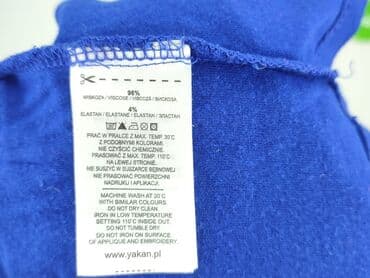 96%
WISKOZA / VISCOSE / VISCOZA / ВИСКОЗА
4%
ELASTAN / ELASTANE / ELASTAN / ЭЛАСТАН
PRAĆ W PRALCE Z MAX. TEMP. 30°C
Z PODOBNYMI KOLORAMI.
NIE CZYŚCIĆ CHEMICZNIE.
PRASOWAĆ Z MAX. TEMP. 110°C
NA LEWEJ STRONIE.
NIE SUSZYĆ W SUSZARCE BĘBNOWEJ
NIE PRASOWAĆ POWIERZCHNI
NADRUKU I APLIKACJI.
MACHINE WASH AT 30°C
WITH SIMILAR COLOURS
DO NOT DRY CLEAN
IRON IN LOW TEMPERATURE
SETTING 110°C INSIDE OUT.
DO NOT TUMBLE DRY.
DO NOT IRON ON SURFACE
OF APPLIQUE AND EMBROIDERY.
www.yakan.pl